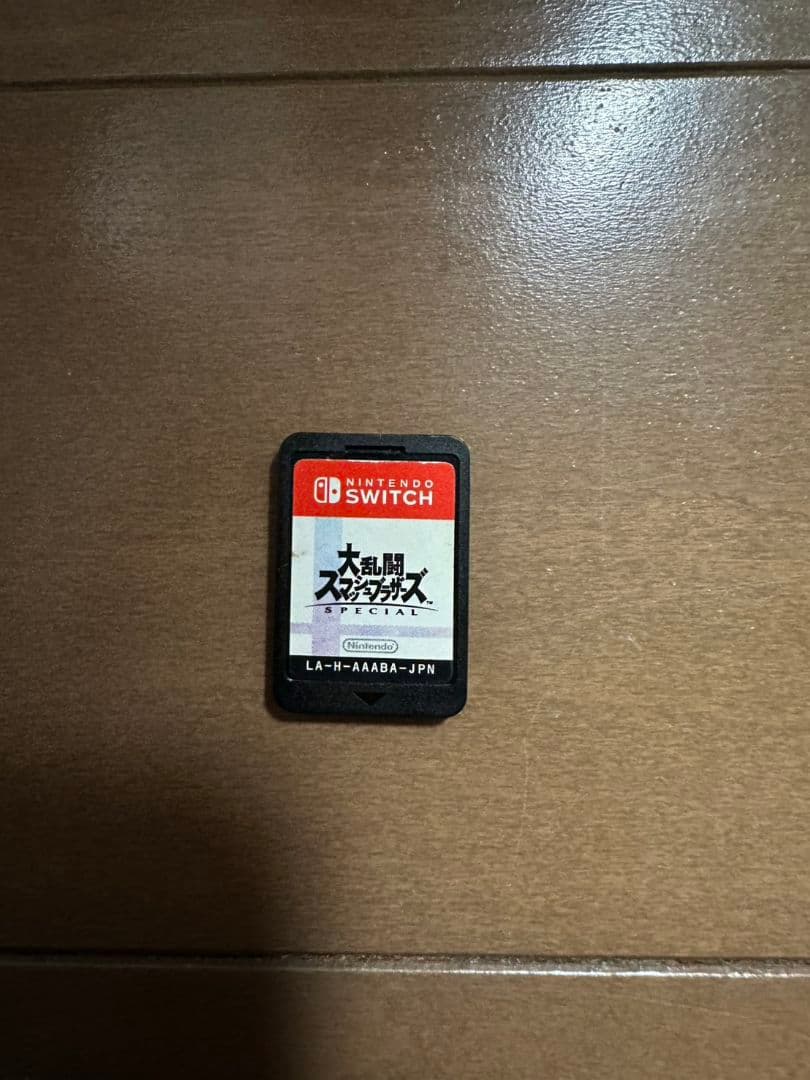 NINTENDO
SWITCH
大乱闘
スマッシュブラザーズ
SPECIAL
TM
Nintendo
LA-H-AAABA-JPN